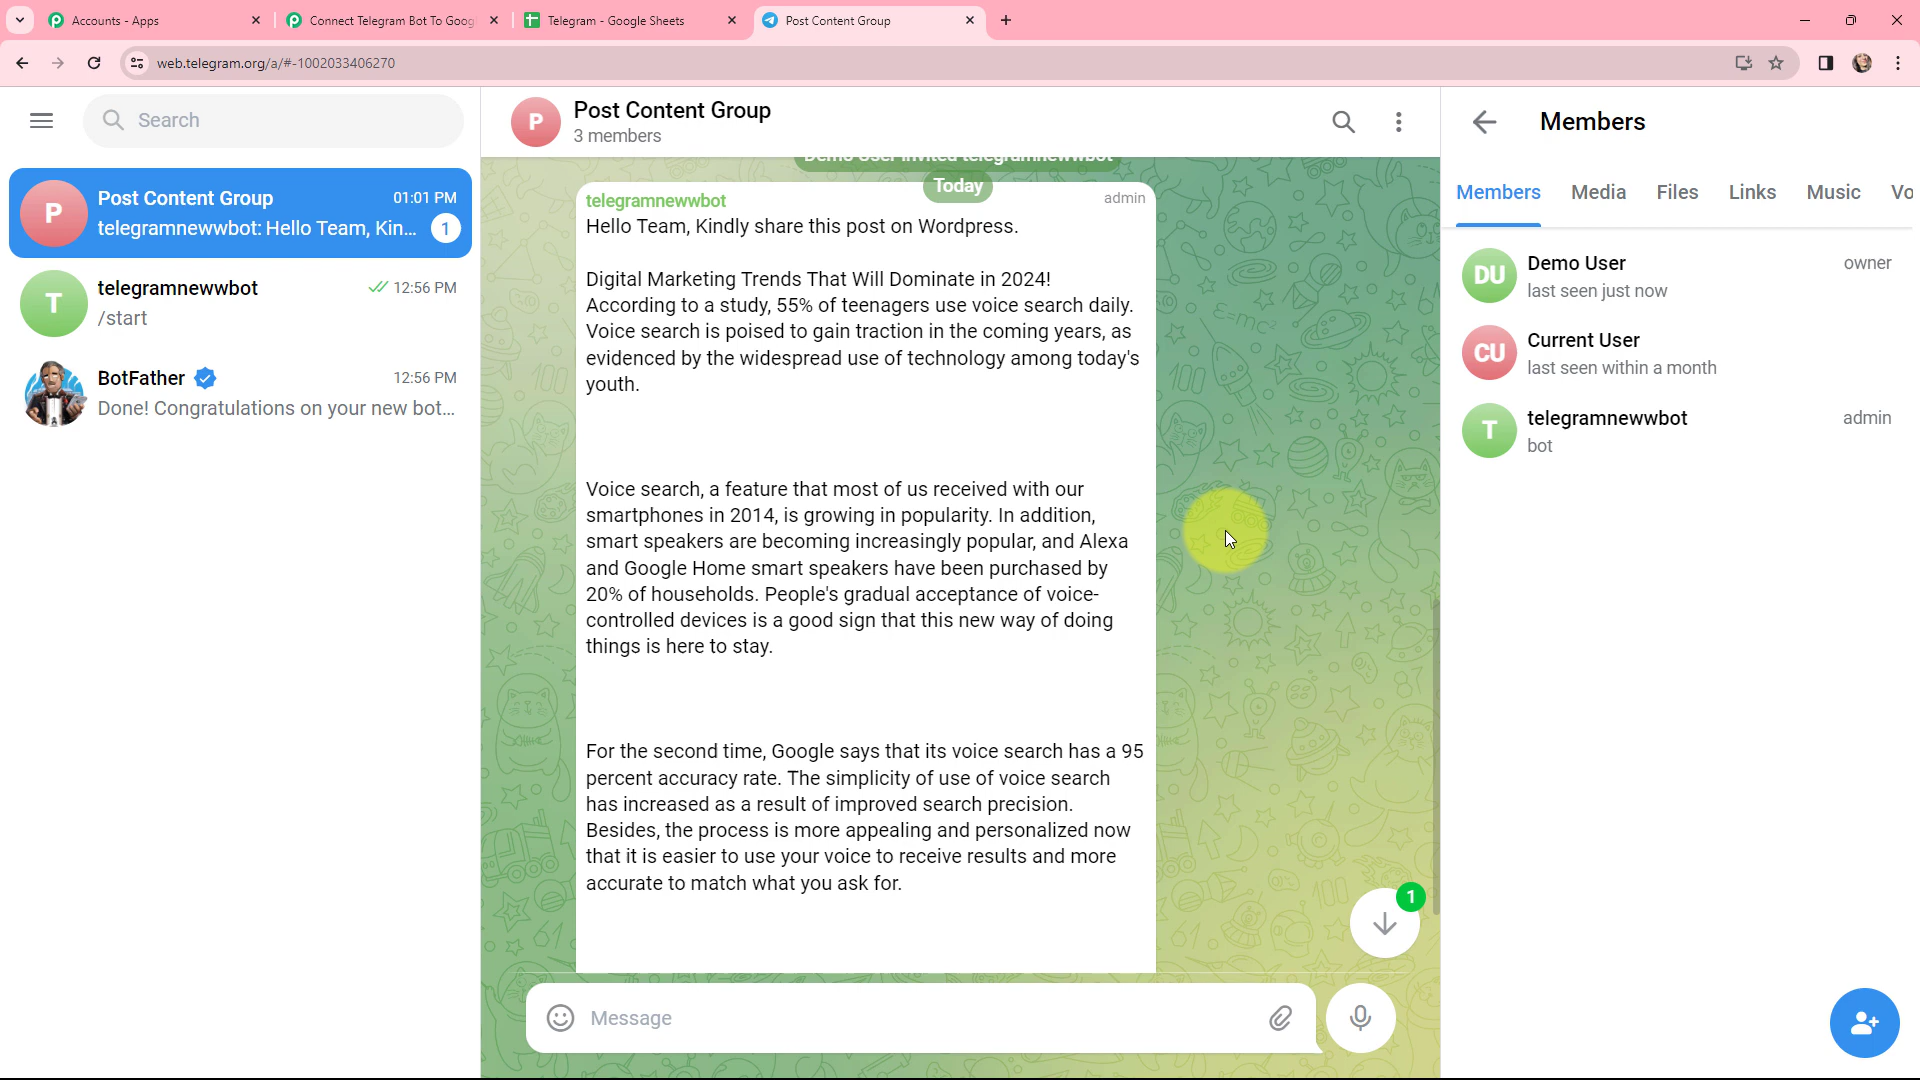 Accounts - Apps
Connect Telegram Bot To Goog
Telegram - Google Sheets
Post Content Group
web.telegram.org/a/#-1002033406270
Search
Post Content Group
01:01 PM
telegramnewwbot: Hello Team, Kin...
1
telegramnewwbot
12:56 PM
/start
BotFather
12:56 PM
Done! Congratulations on your new bot...
P
T
P
Post Content Group
3 members
Demo User invited telegramnewwbot
Today
telegramnewwbot
admin
Hello Team, Kindly share this post on Wordpress.
Digital Marketing Trends That Will Dominate in 2024!
According to a study, 55% of teenagers use voice search daily.
Voice search is poised to gain traction in the coming years, as
evidenced by the widespread use of technology among today's
youth.
Voice search, a feature that most of us received with our
smartphones in 2014, is growing in popularity. In addition,
smart speakers are becoming increasingly popular, and Alexa
and Google Home smart speakers have been purchased by
20% of households. People's gradual acceptance of voice-
controlled devices is a good sign that this new way of doing
things is here to stay.
For the second time, Google says that its voice search has a 95
percent accuracy rate. The simplicity of use of voice search
has increased as a result of improved search precision.
Besides, the process is more appealing and personalized now
that it is easier to use your voice to receive results and more
accurate to match what you ask for.
1
Message
Members
Members Media Files Links Music Vo
DU
Demo User
owner
last seen just now
CU
Current User
last seen within a month
T
telegramnewwbot
admin
bot